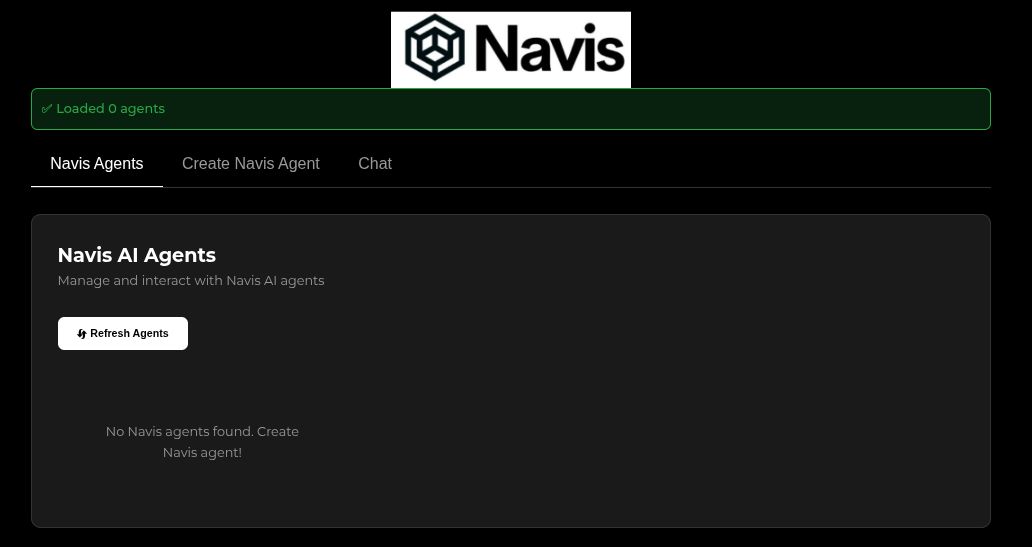 Navis
✅ Loaded 0 agents
Navis Agents Create Navis Agent Chat
Navis AI Agents
Manage and interact with Navis AI agents
🔄 Refresh Agents
No Navis agents found. Create
Navis agent!